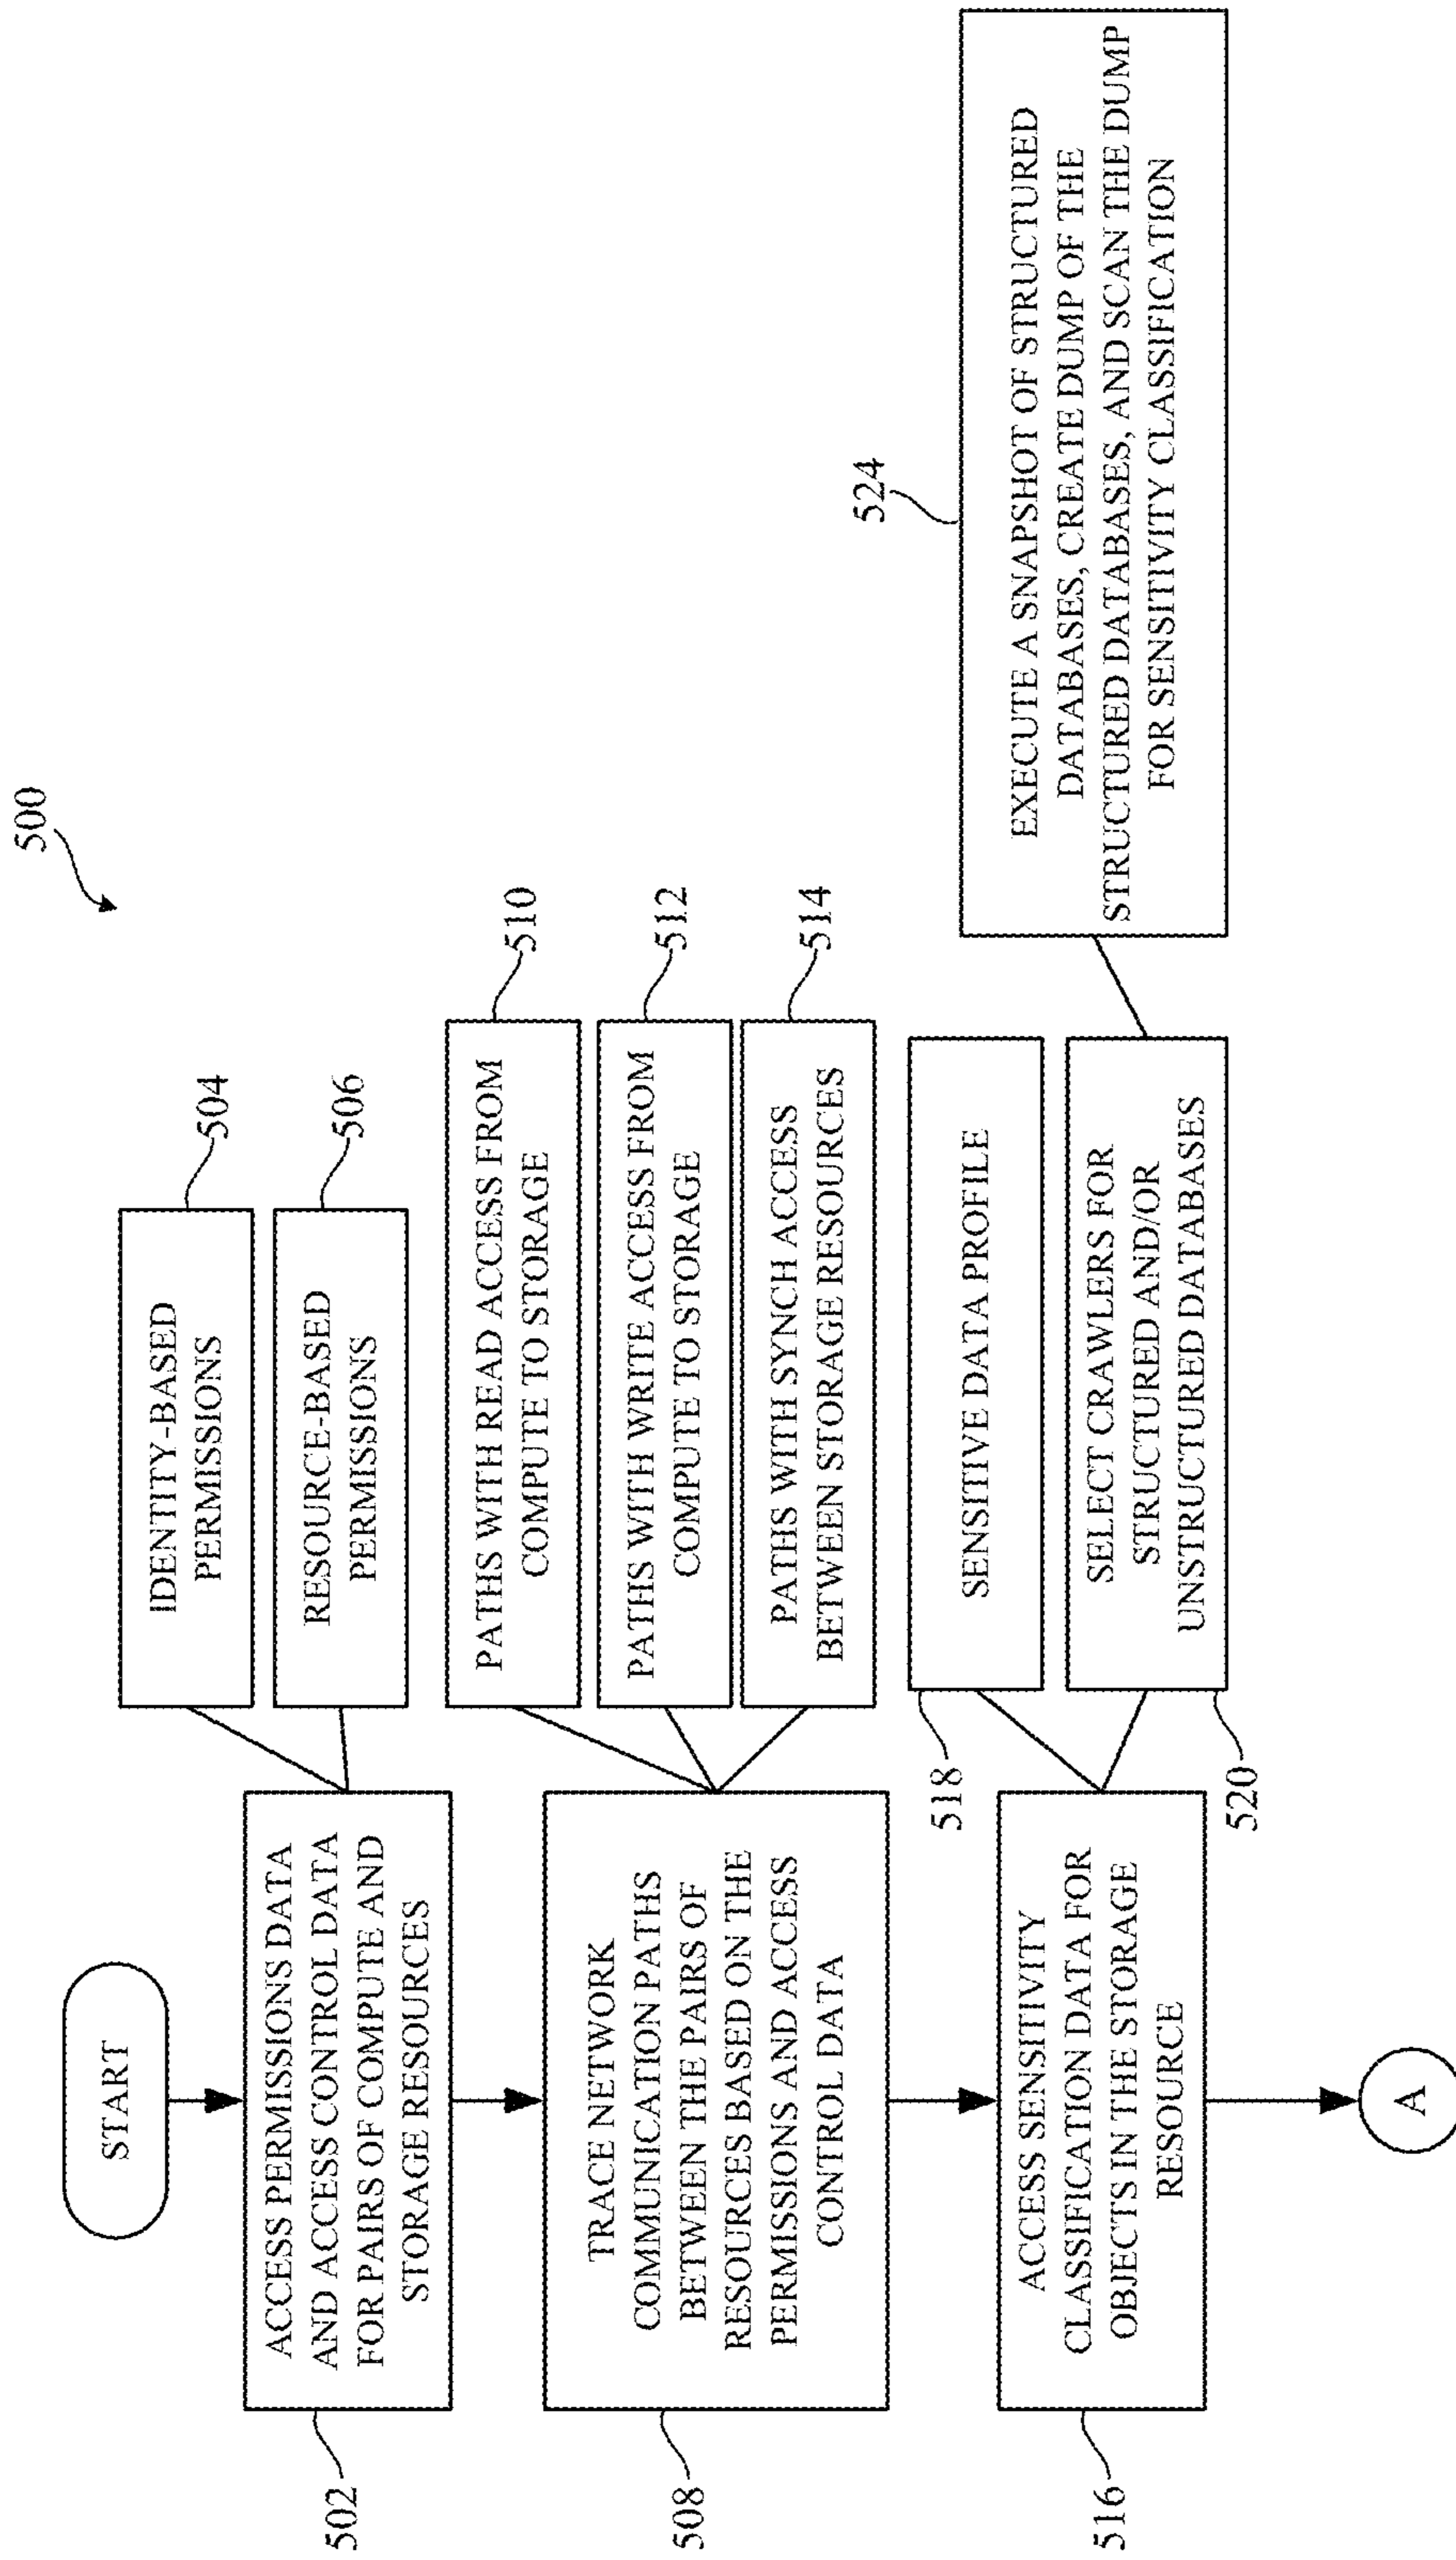 500
START
502
ACCESS PERMISSIONS DATA
AND ACCESS CONTROL DATA
FOR PAIRS OF COMPUTE AND
STORAGE RESOURCES
IDENTITY-BASED
PERMISSIONS
504
RESOURCE-BASED
PERMISSIONS
506
508
TRACE NETWORK
COMMUNICATION PATHS
BETWEEN THE PAIRS OF
RESOURCES BASED ON THE
PERMISSIONS AND ACCESS
CONTROL DATA
PATHS WITH READ ACCESS FROM
COMPUTE TO STORAGE
510
PATHS WITH WRITE ACCESS FROM
COMPUTE TO STORAGE
512
PATHS WITH SYNCH ACCESS
BETWEEN STORAGE RESOURCES
514
516
ACCESS SENSITIVITY
CLASSIFICATION DATA FOR
OBJECTS IN THE STORAGE
RESOURCE
518
SENSITIVE DATA PROFILE
520
SELECT CRAWLERS FOR
STRUCTURED AND/OR
UNSTRUCTURED DATABASES
524
EXECUTE A SNAPSHOT OF STRUCTURED
DATABASES, CREATE DUMP OF THE
STRUCTURED DATABASES, AND SCAN THE DUMP
FOR SENSITIVITY CLASSIFICATION
A